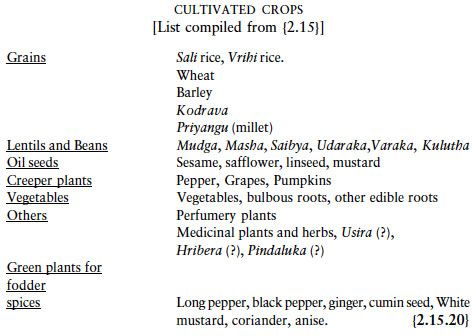 CULTIVATED CROPS
[List compiled from {2.15}]
Grains Sali rice, Vrihi rice.
Wheat
Barley
Kodrava
Priyangu (millet)
Lentils and Beans Mudga, Masha, Saibya, Udaraka,Varaka, Kulutha
Oil seeds Sesame, safflower, linseed, mustard
Creeper plants Pepper, Grapes, Pumpkins
Vegetables Vegetables, bulbous roots, other edible roots
Others Perfumery plants
Medicinal plants and herbs, Usira (?),
Hribera (?), Pindaluka (?)
Green plants for
fodder
spices Long pepper, black pepper, ginger, cumin seed, White
mustard, coriander, anise. {2.15.20}